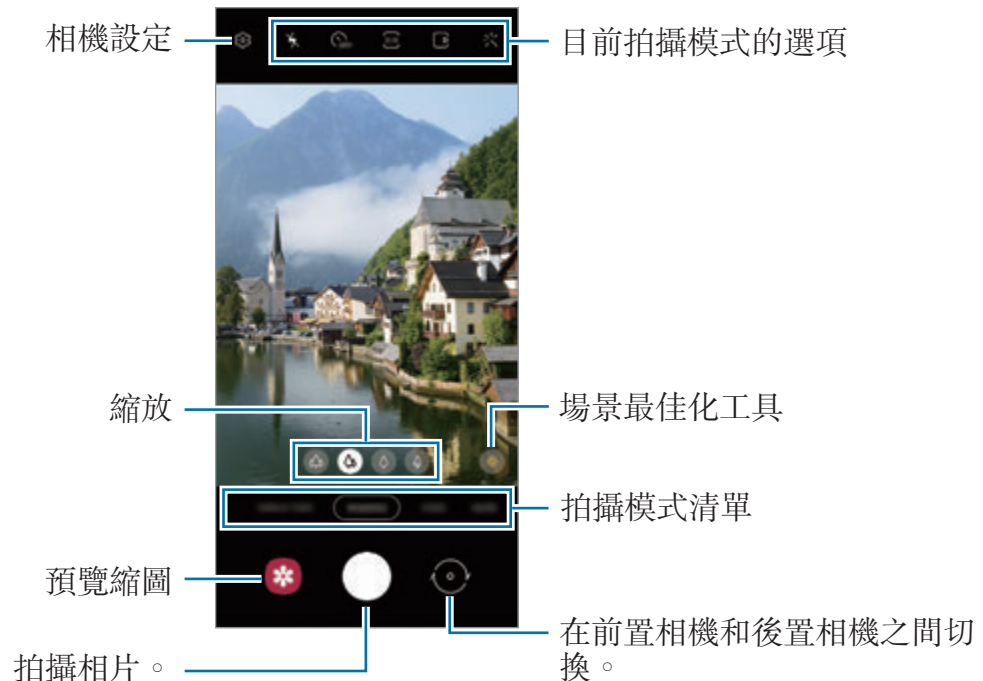 相機設定
目前拍攝模式的選項
縮放
場景最佳化工具
拍攝模式清單
預覽縮圖
在前置相機和後置相機之間切
換。
拍攝相片。